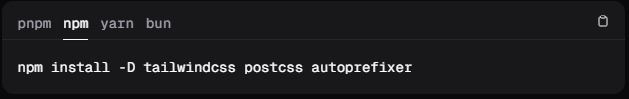 pnpm npm yarn bun
npm install -D tailwindcss postcss autoprefixer